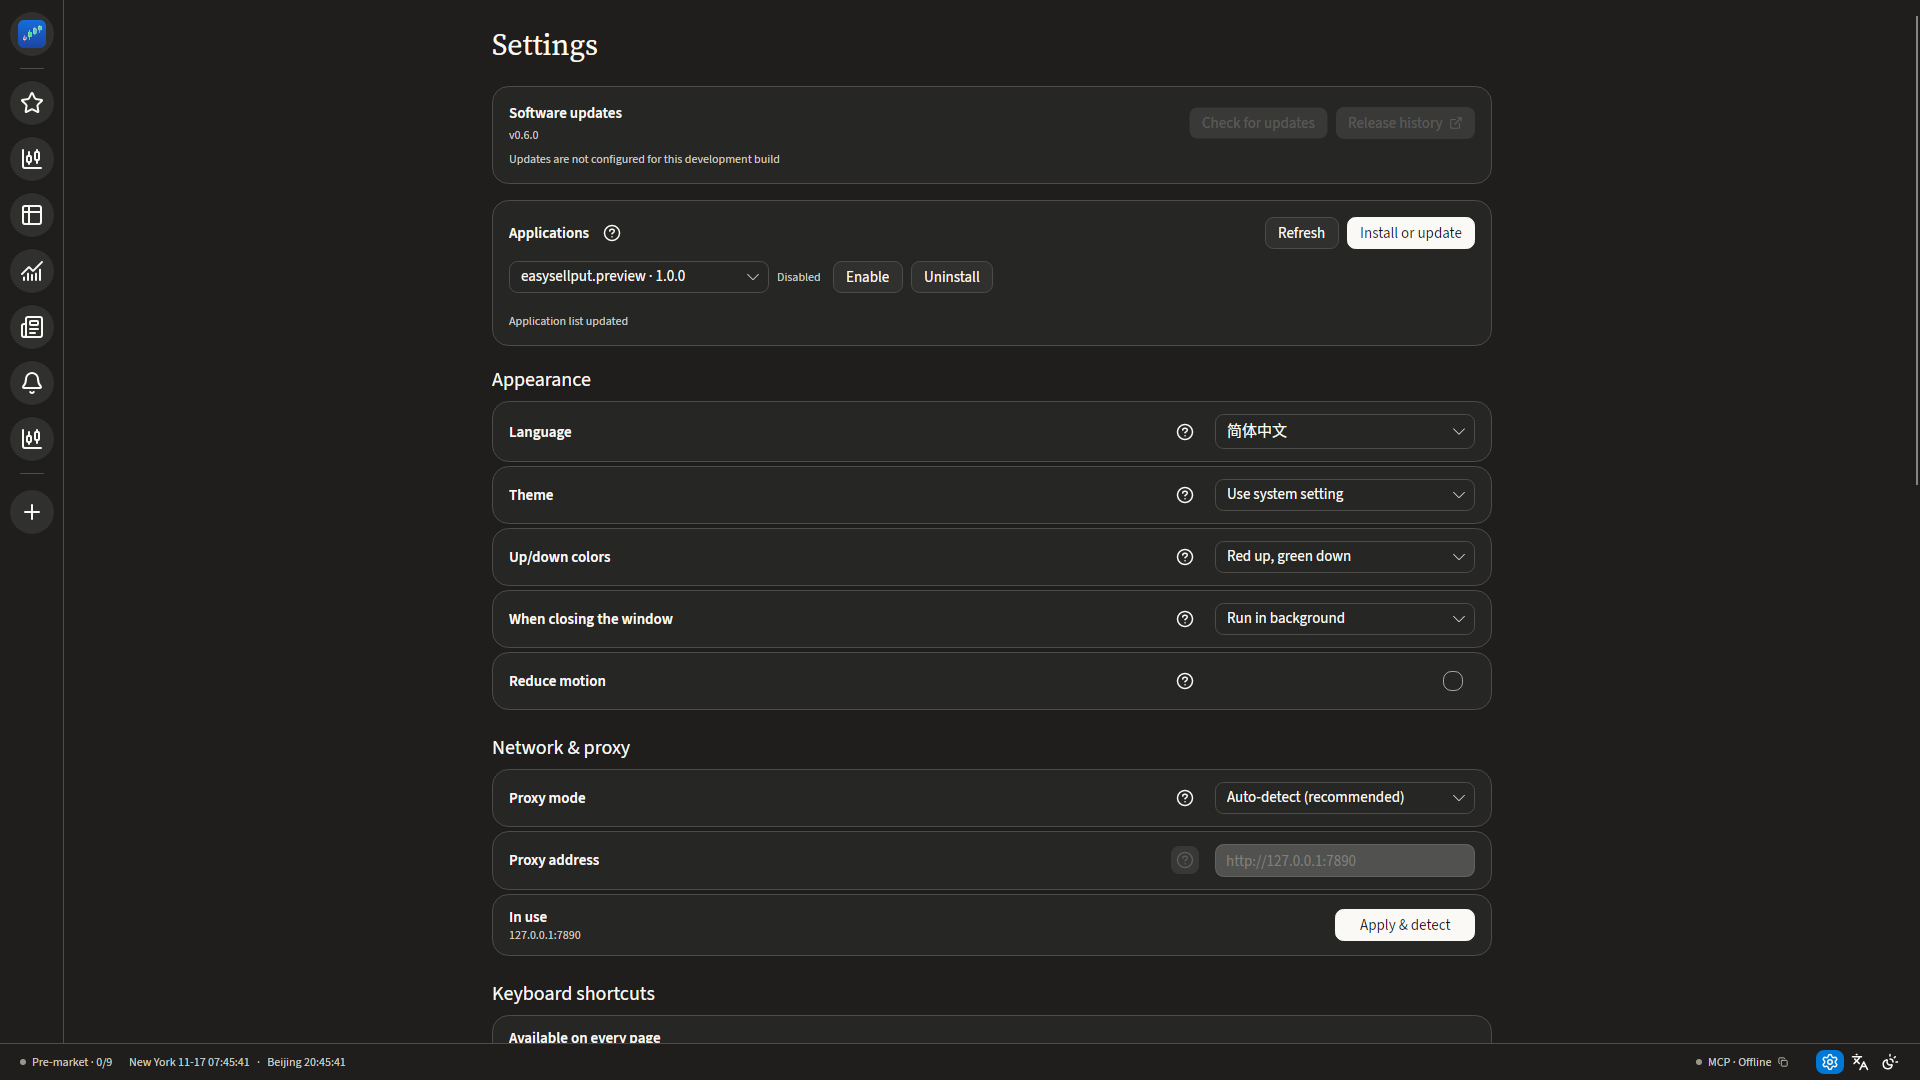 Settings
Software updates
v0.6.0
Updates are not configured for this development build
Check for updates
Release history
Applications
Refresh
Install or update
easysellput.preview · 1.0.0
Disabled
Enable
Uninstall
Application list updated
Appearance
Language
简体中文
Theme
Use system setting
Up/down colors
Red up, green down
When closing the window
Run in background
Reduce motion
Network & proxy
Proxy mode
Auto-detect (recommended)
Proxy address
http://127.0.0.1:7890
In use
127.0.0.1:7890
Apply & detect
Keyboard shortcuts
Available on every page
Pre-market · 0/9
New York 11-17 07:45:41 · Beijing 20:45:41
MCP · Offline